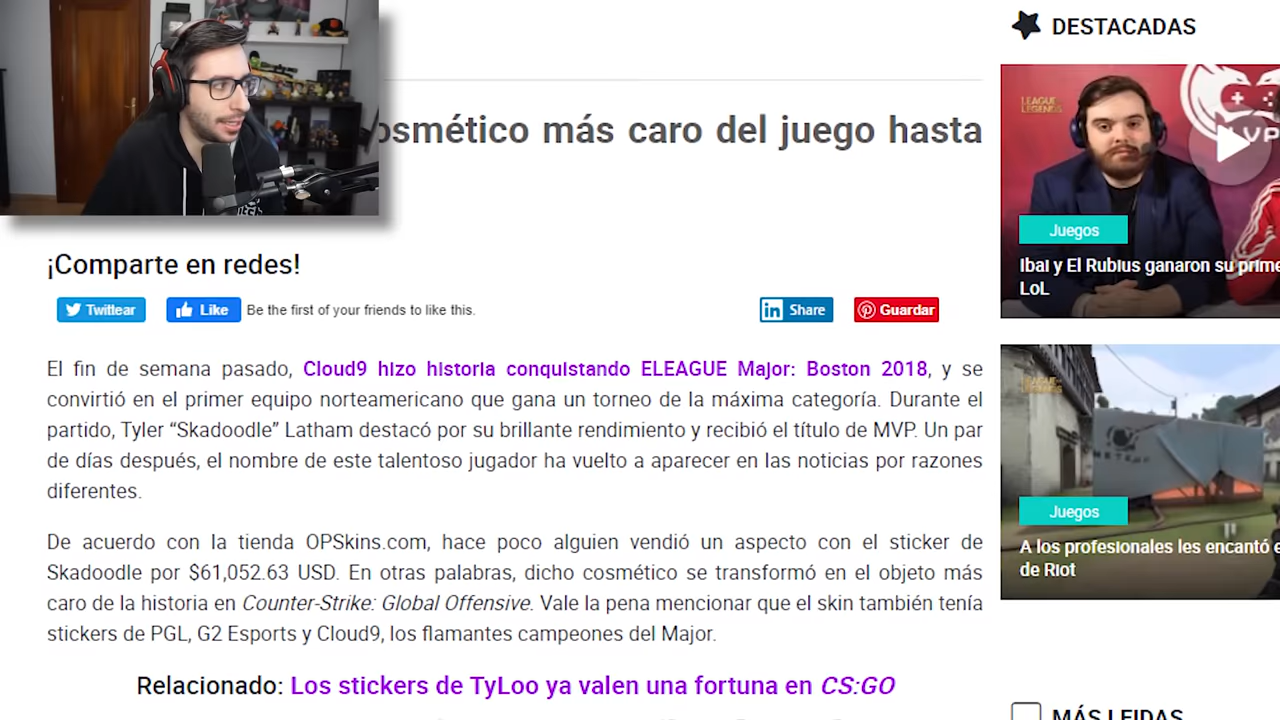 DESTACADAS
osmético más caro del juego hasta
LEAGUE
LEGENDS
Juegos
Ibai y El Rubius ganaron su prime
LoL
¡Comparte en redes!
Twittear
Like
Be the first of your friends to like this.
Share
Guardar
El fin de semana pasado, Cloud9 hizo historia conquistando ELEAGUE Major: Boston 2018, y se
convirtió en el primer equipo norteamericano que gana un torneo de la máxima categoría. Durante el
partido, Tyler “Skadoodle” Latham destacó por su brillante rendimiento y recibió el título de MVP. Un par
de días después, el nombre de este talentoso jugador ha vuelto a aparecer en las noticias por razones
diferentes.
De acuerdo con la tienda OPSkins.com, hace poco alguien vendió un aspecto con el sticker de
Skadoodle por $61,052.63 USD. En otras palabras, dicho cosmético se transformó en el objeto más
caro de la historia en Counter-Strike: Global Offensive. Vale la pena mencionar que el skin también tenía
stickers de PGL, G2 Esports y Cloud9, los flamantes campeones del Major.
Relacionado: Los stickers de TyLoo ya valen una fortuna en CS:GO
Juegos
A los profesionales les encantó e
de Riot
MÁS LEIDAS